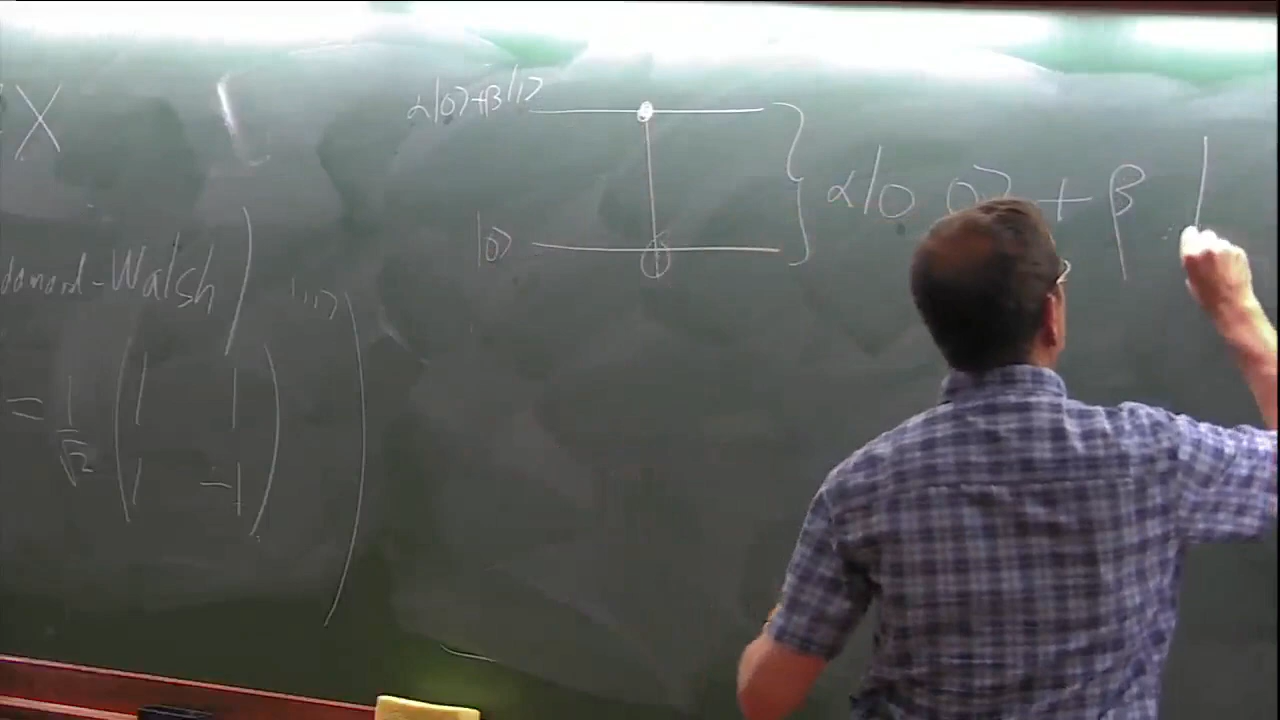 X
α|0⟩+β|1⟩
|0⟩
α|0 0⟩ + β |
damard-Walsh
= 1/√2 ( 1 1
1 -1 )